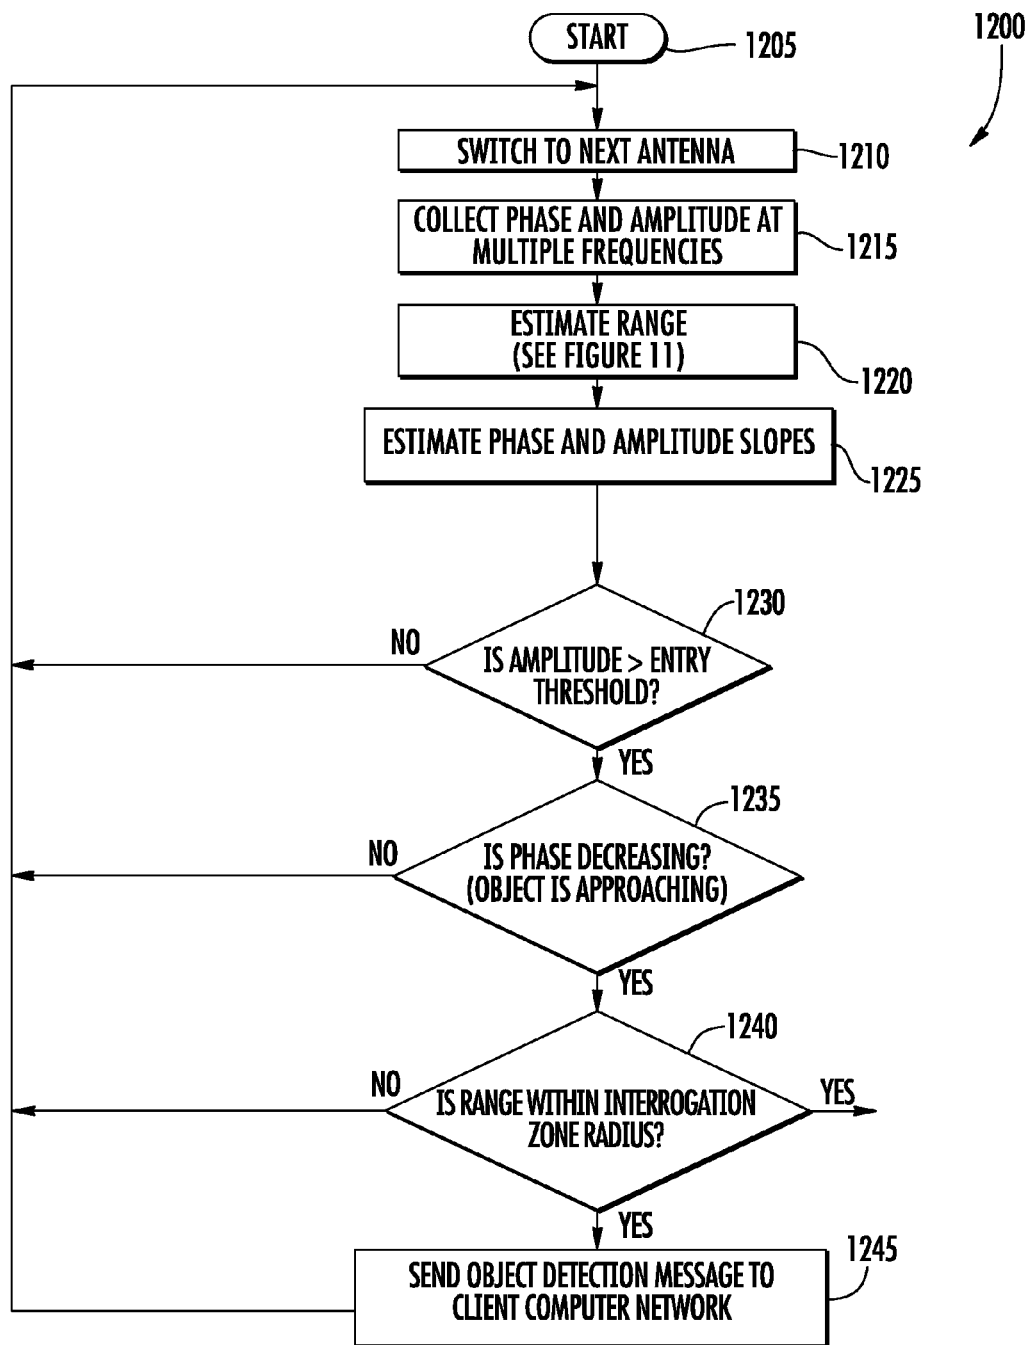 START
1205
1200
SWITCH TO NEXT ANTENNA
1210
COLLECT PHASE AND AMPLITUDE AT
MULTIPLE FREQUENCIES
1215
ESTIMATE RANGE
(SEE FIGURE 11)
1220
ESTIMATE PHASE AND AMPLITUDE SLOPES
1225
1230
NO
IS AMPLITUDE > ENTRY
THRESHOLD?
YES
1235
NO
IS PHASE DECREASING?
(OBJECT IS APPROACHING)
YES
1240
NO
IS RANGE WITHIN INTERROGATION
ZONE RADIUS?
YES
YES
1245
SEND OBJECT DETECTION MESSAGE TO
CLIENT COMPUTER NETWORK